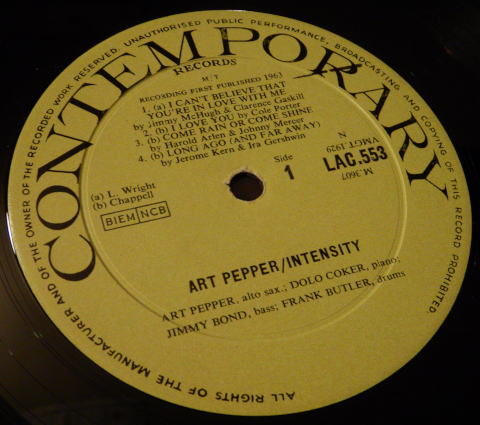 ALL RIGHTS OF THE MANUFACTURER AND OF THE OWNER OF THE RECORDED WORK RESERVED. UNAUTHORISED PUBLIC PERFORMANCE, BROADCASTING AND COPYING OF THIS RECORD PROHIBITED
CONTEMPORARY
RECORDS
M/T
RECORDING FIRST PUBLISHED 1963
1. (a) I CAN'T BELIEVE THAT
YOU'RE IN LOVE WITH ME
by Jimmy McHugh & Clarence Gaskill
2. (b) I LOVE YOU by Cole Porter
3. (b) COME RAIN OR COME SHINE
by Harold Arlen & Johnny Mercer
4. (b) LONG AGO (AND FAR AWAY)
by Jerome Kern & Ira Gershwin
(a) L. Wright
(b) Chappell
BIEM NCB
Side
1
N
VMGT.1929
LAC.553
M 3607
ART PEPPER/INTENSITY
ART PEPPER, alto sax.; DOLO COKER, piano;
JIMMY BOND, bass; FRANK BUTLER, drums